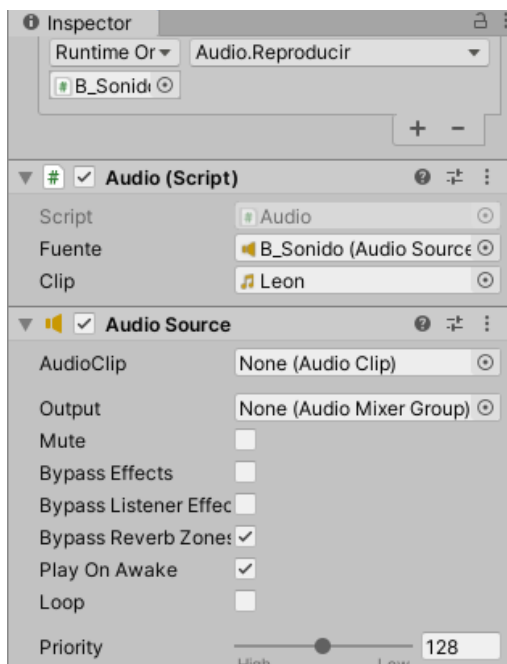 Inspector
Runtime Or Audio.Reproducir
B_Sonid
Audio (Script)
Script Audio
Fuente B_Sonido (Audio Source
Clip Leon
Audio Source
AudioClip None (Audio Clip)
Output None (Audio Mixer Group)
Mute
Bypass Effects
Bypass Listener Effec
Bypass Reverb Zones
Play On Awake
Loop
Priority 128
High Low